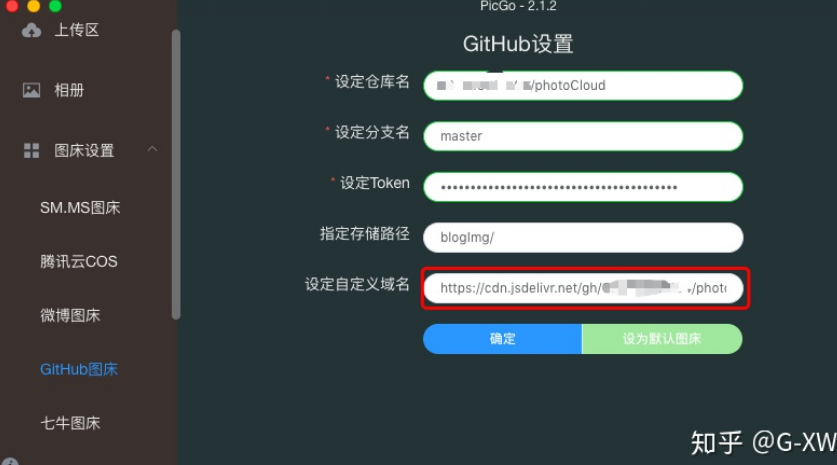 PicGo - 2.1.2
上传区
相册
图床设置
SM.MS图床
腾讯云COS
微博图床
GitHub图床
七牛图床
GitHub设置
* 设定仓库名
/photoCloud
* 设定分支名
master
* 设定Token
••••••••••••••••••••••••••••••••••••••••
指定存储路径
blogImg/
设定自定义域名
https://cdn.jsdelivr.net/gh/ /phot
确定
设为默认图床
知乎 @G-XW